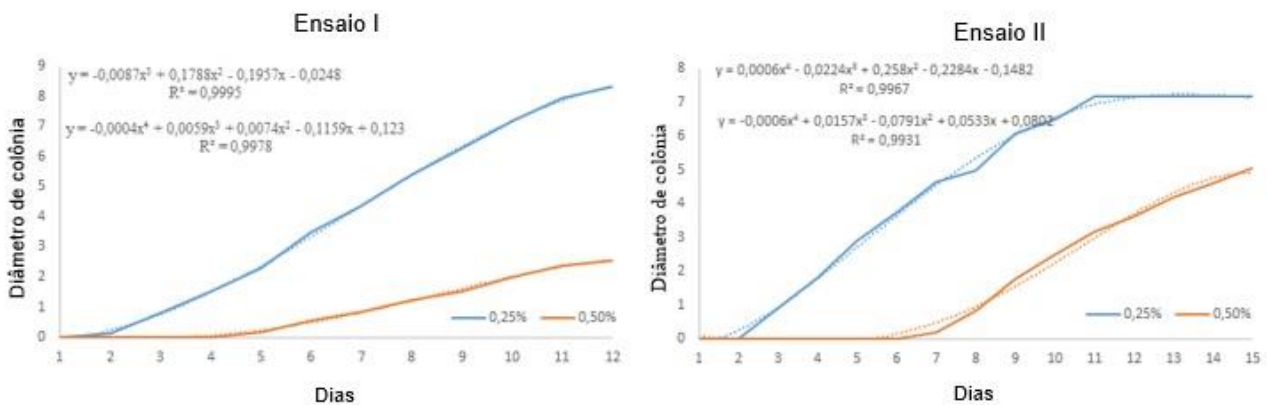 Ensaio I
y = -0,0087x³ + 0,1788x² - 0,1957x - 0,0248
R² = 0,9995
y = -0,0004x⁴ + 0,0059x³ + 0,0074x² - 0,1159x + 0,123
R² = 0,9978
Diâmetro de colônia
9
8
7
6
5
4
3
2
1
0
0,25% 0,50%
1 2 3 4 5 6 7 8 9 10 11 12
Dias
Ensaio II
y = 0,0006x⁴ - 0,0224x³ + 0,258x² - 0,2284x - 0,1482
R² = 0,9967
y = -0,0006x⁴ + 0,0157x³ - 0,0791x² + 0,0533x + 0,0802
R² = 0,9931
Diâmetro de colônia
8
7
6
5
4
3
2
1
0
0,25% 0,50%
1 2 3 4 5 6 7 8 9 10 11 12 13 14 15
Dias